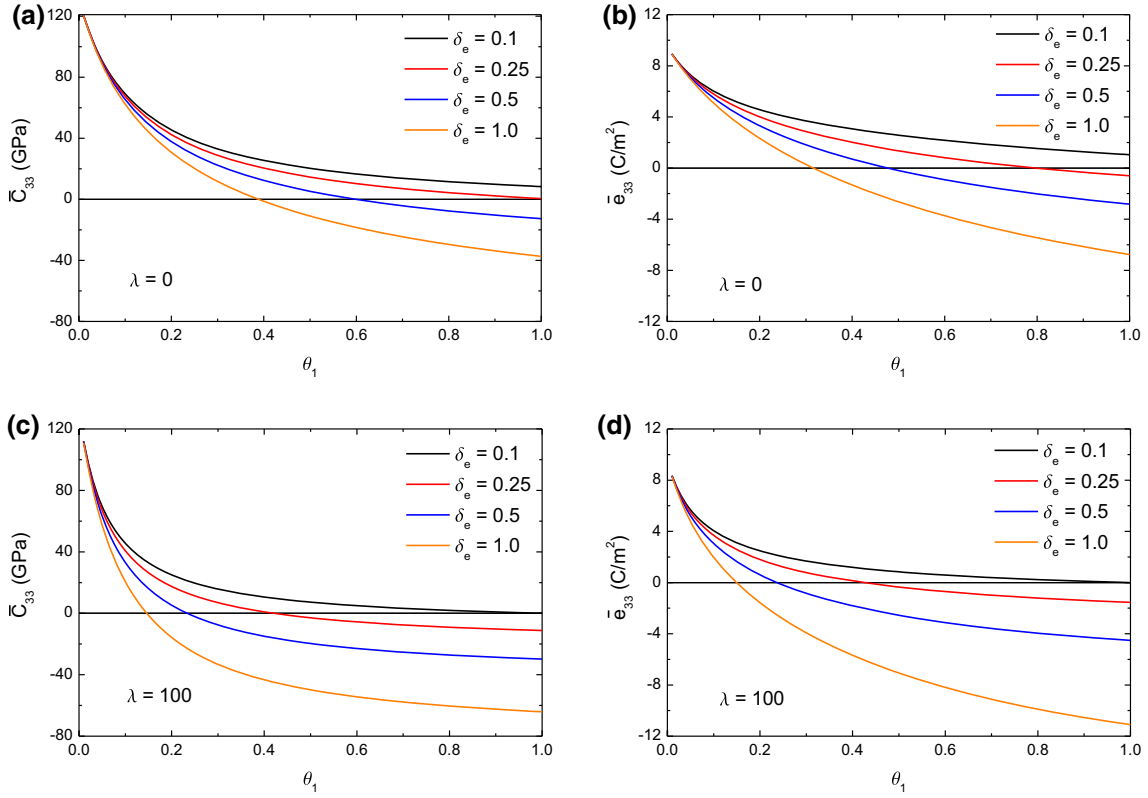 (a)
120
80
40
0
-40
-80
C̅₃₃ (GPa)
δₑ = 0.1
δₑ = 0.25
δₑ = 0.5
δₑ = 1.0
λ = 0
0.0 0.2 0.4 0.6 0.8 1.0
θ₁
(b)
12
8
4
0
-4
-8
-12
e̅₃₃ (C/m²)
δₑ = 0.1
δₑ = 0.25
δₑ = 0.5
δₑ = 1.0
λ = 0
0.0 0.2 0.4 0.6 0.8 1.0
θ₁
(c)
120
80
40
0
-40
-80
C̅₃₃ (GPa)
δₑ = 0.1
δₑ = 0.25
δₑ = 0.5
δₑ = 1.0
λ = 100
0.0 0.2 0.4 0.6 0.8 1.0
θ₁
(d)
12
8
4
0
-4
-8
-12
e̅₃₃ (C/m²)
δₑ = 0.1
δₑ = 0.25
δₑ = 0.5
δₑ = 1.0
λ = 100
0.0 0.2 0.4 0.6 0.8 1.0
θ₁